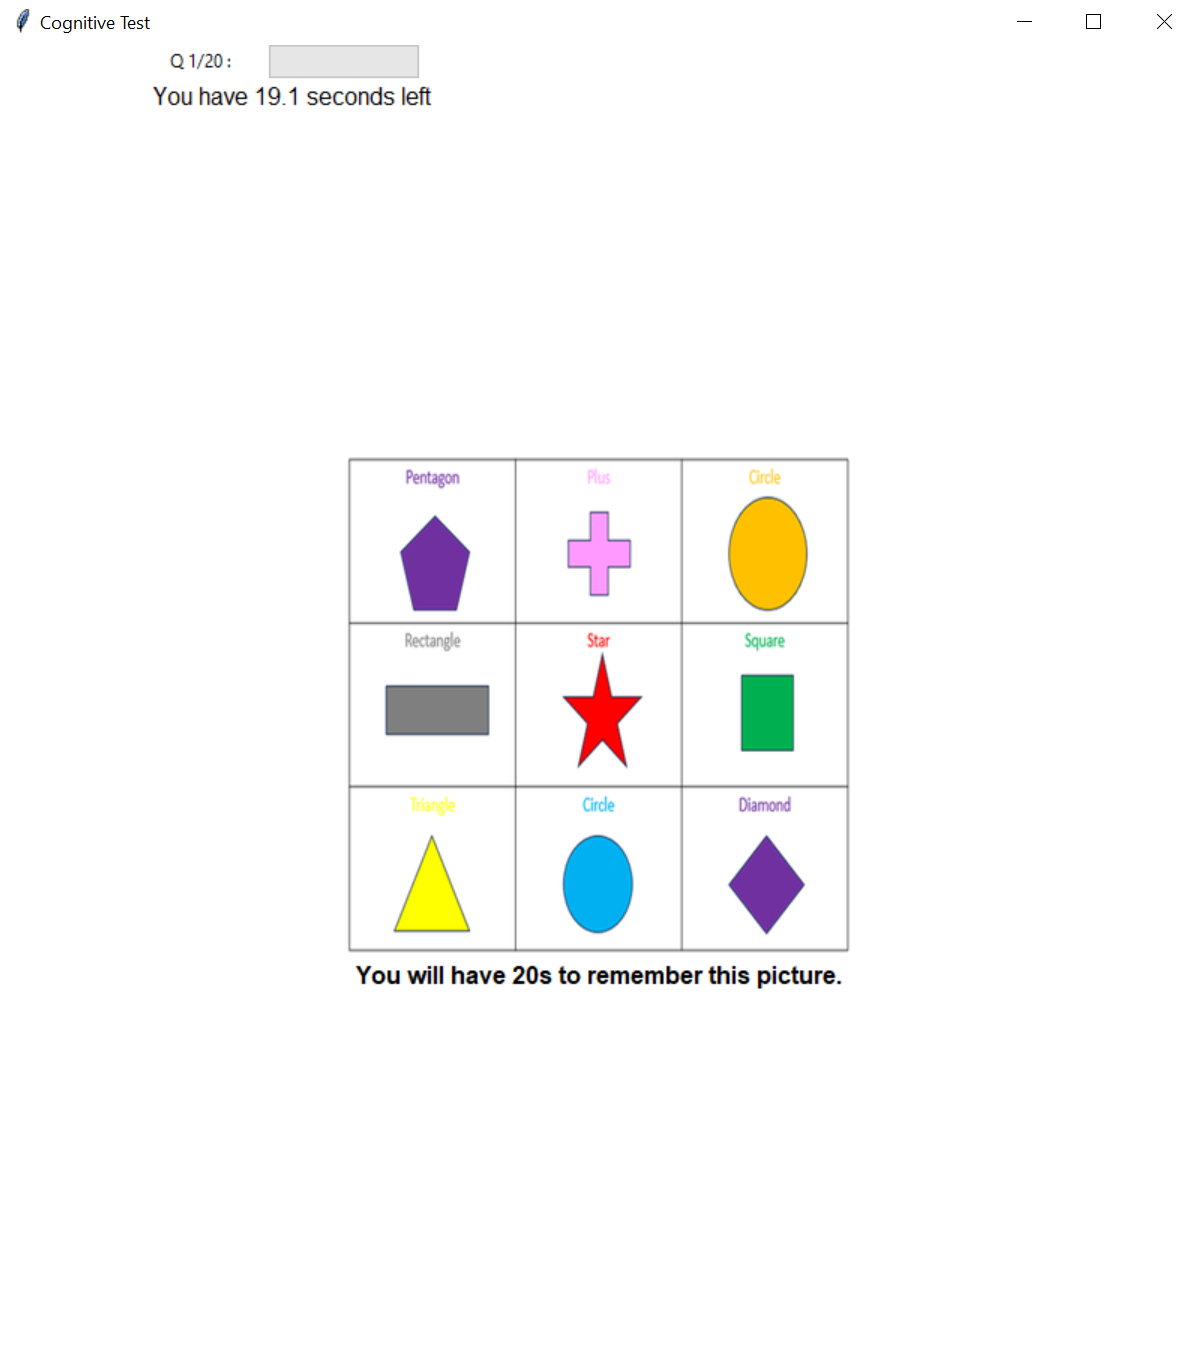 Cognitive Test
Q 1/20 :
You have 19.1 seconds left
Pentagon
Plus
Circle
Rectangle
Star
Square
Triangle
Circle
Diamond
You will have 20s to remember this picture.